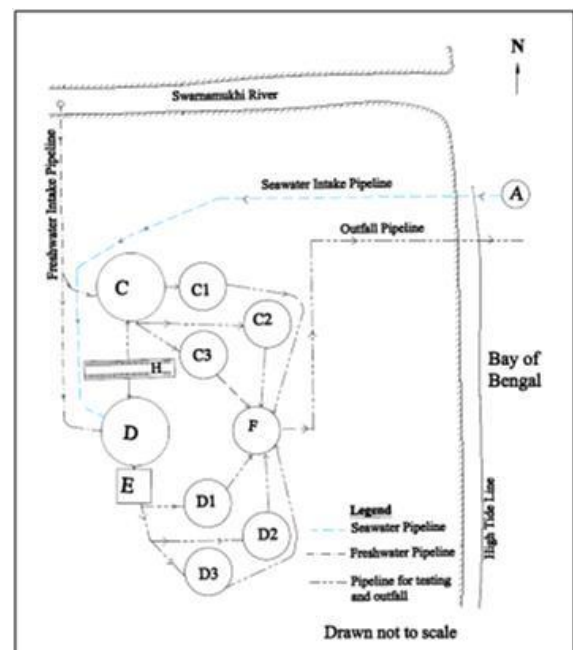 N
Swarnamukhi River
Freshwater Intake Pipeline
Seawater Intake Pipeline
A
Outfall Pipeline
C
C1
C2
C3
H
Bay of
Bengal
D
F
E
D1
D2
D3
High Tide Line
Legend
Seawater Pipeline
Freshwater Pipeline
Pipeline for testing
and outfall
Drawn not to scale